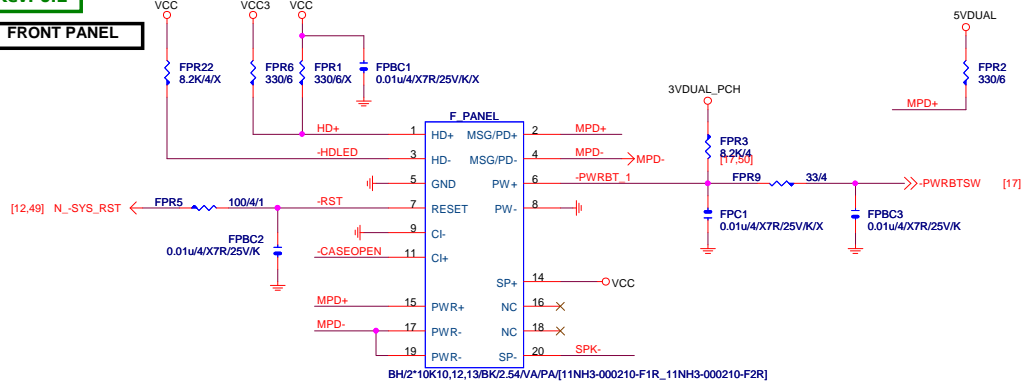 FRONT PANEL
VCC
VCC3
VCC
5VDUAL
FPR22
8.2K/4/X
FPR6
330/6
FPR1
330/6/X
FPBC1
0.01u/4/X7R/25V/K/X
FPR2
330/6
MPD+
3VDUAL_PCH
FPR3
8.2K/4
[17,50]
F_PANEL
HD+
1
HD+
MSG/PD+
2
MPD+
-HDLED
3
HD-
MSG/PD-
4
MPD-
MPD-
5
GND
PW+
6
-PWRBT_1
FPR9
33/4
-PWRBTSW
[17]
[12,49]
N_-SYS_RST
FPR5
100/4/1
-RST
7
RESET
PW-
8
FPBC2
0.01u/4/X7R/25V/K
9
CI-
FPC1
0.01u/4/X7R/25V/K/X
FPBC3
0.01u/4/X7R/25V/K
-CASEOPEN
11
CI+
SP+
14
VCC
MPD+
15
PWR+
NC
16
MPD-
17
PWR-
NC
18
19
PWR-
SP-
20
SPK-
BH/2*10K10,12,13/BK/2.54/VA/PA/[11NH3-000210-F1R_11NH3-000210-F2R]